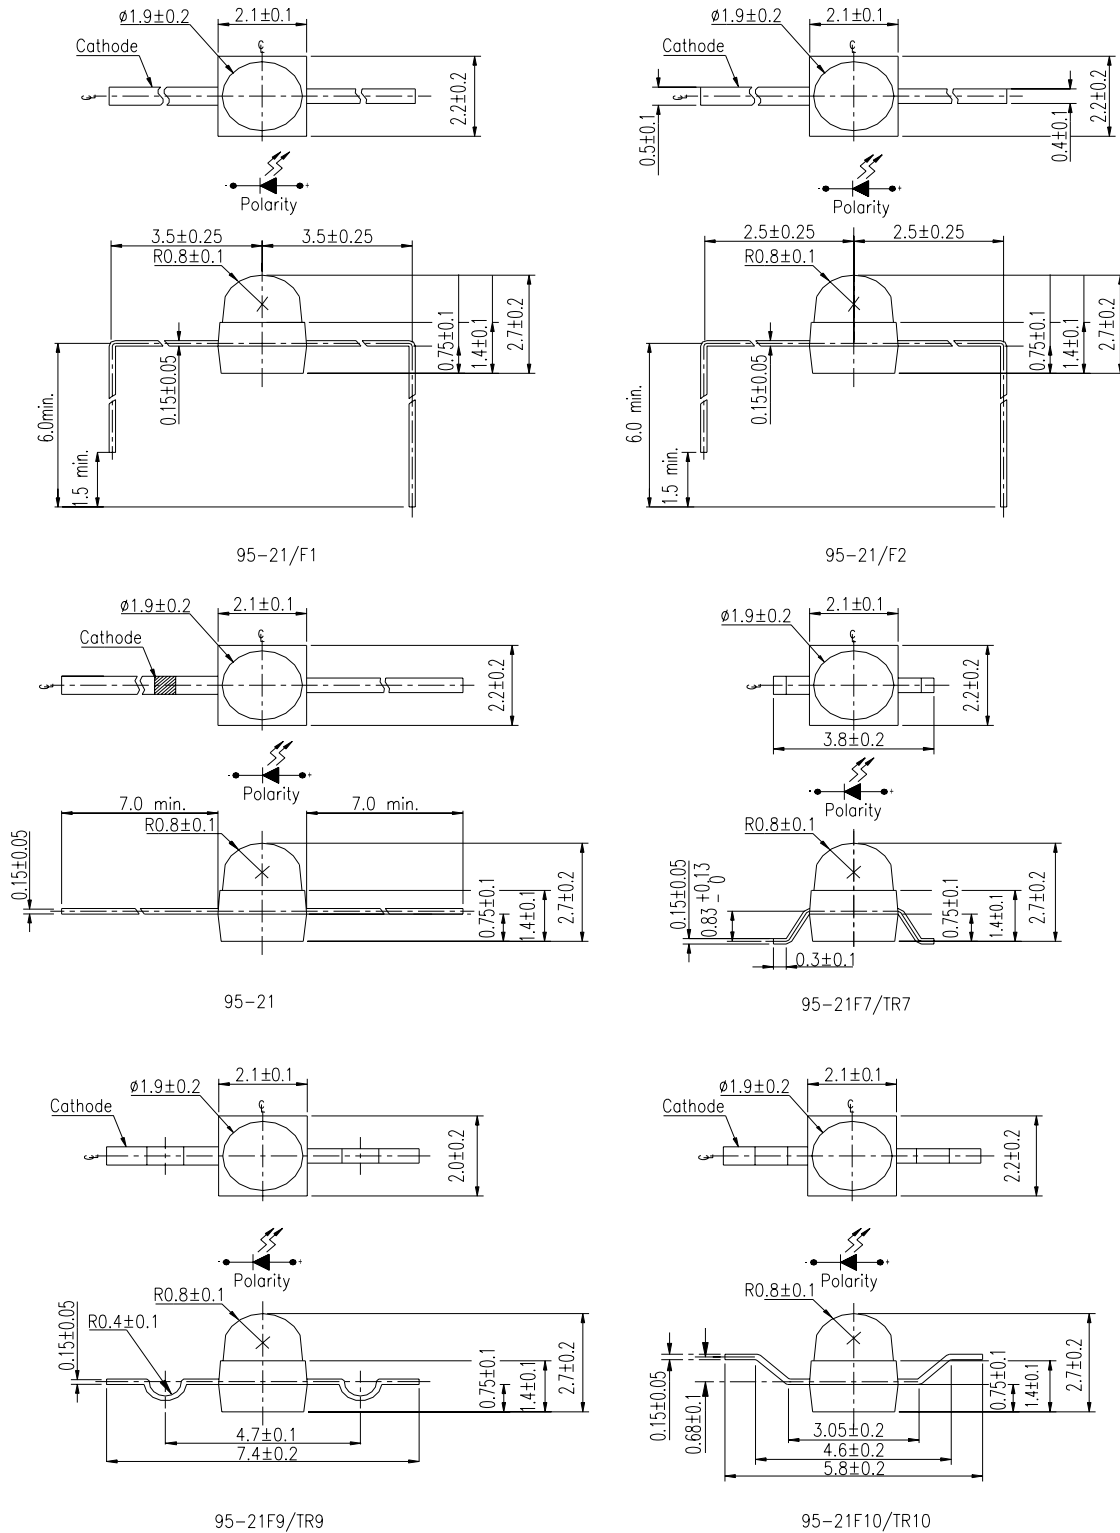 ø1.9±0.2
2.1±0.1
Cathode
2.2±0.2
- +
Polarity
3.5±0.25
3.5±0.25
R0.8±0.1
0.15±0.05
0.75±0.1
1.4±0.1
2.7±0.2
6.0min.
1.5 min.
95-21/F1
ø1.9±0.2
2.1±0.1
Cathode
0.5±0.1
0.4±0.1
2.2±0.2
- +
Polarity
2.5±0.25
2.5±0.25
R0.8±0.1
0.15±0.05
0.75±0.1
1.4±0.1
2.7±0.2
6.0 min.
1.5 min.
95-21/F2
ø1.9±0.2
2.1±0.1
Cathode
2.2±0.2
- +
Polarity
7.0 min.
7.0 min.
R0.8±0.1
0.15±0.05
0.75±0.1
1.4±0.1
2.7±0.2
95-21
ø1.9±0.2
2.1±0.1
2.2±0.2
3.8±0.2
- +
Polarity
R0.8±0.1
0.15±0.05
0.83 +0.13 -0
0.75±0.1
1.4±0.1
2.7±0.2
0.3±0.1
95-21F7/TR7
ø1.9±0.2
2.1±0.1
Cathode
2.0±0.2
- +
Polarity
R0.8±0.1
R0.4±0.1
0.15±0.05
0.75±0.1
1.4±0.1
2.7±0.2
4.7±0.1
7.4±0.2
95-21F9/TR9
ø1.9±0.2
2.1±0.1
Cathode
2.2±0.2
- +
Polarity
R0.8±0.1
0.15±0.05
0.68±0.1
0.75±0.1
1.4±0.1
2.7±0.2
3.05±0.2
4.6±0.2
5.8±0.2
95-21F10/TR10